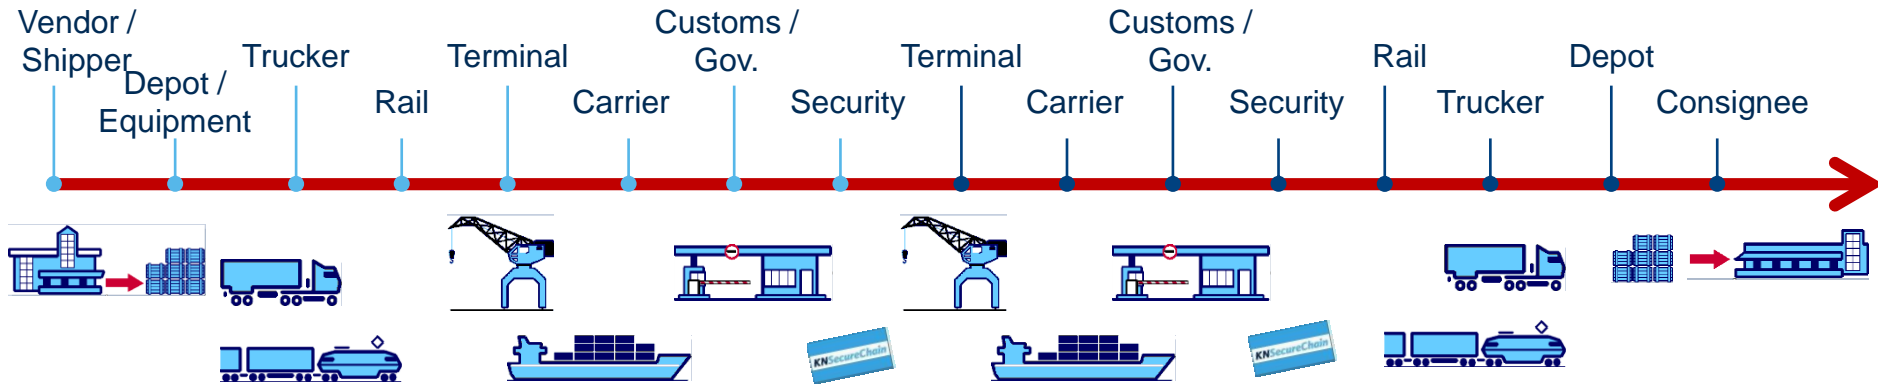 Vendor /
Shipper
Depot /
Equipment
Trucker
Rail
Terminal
Carrier
Customs /
Gov.
Security
Terminal
Carrier
Customs /
Gov.
Security
Rail
Trucker
Depot
Consignee
KNSecureChain
KNSecureChain